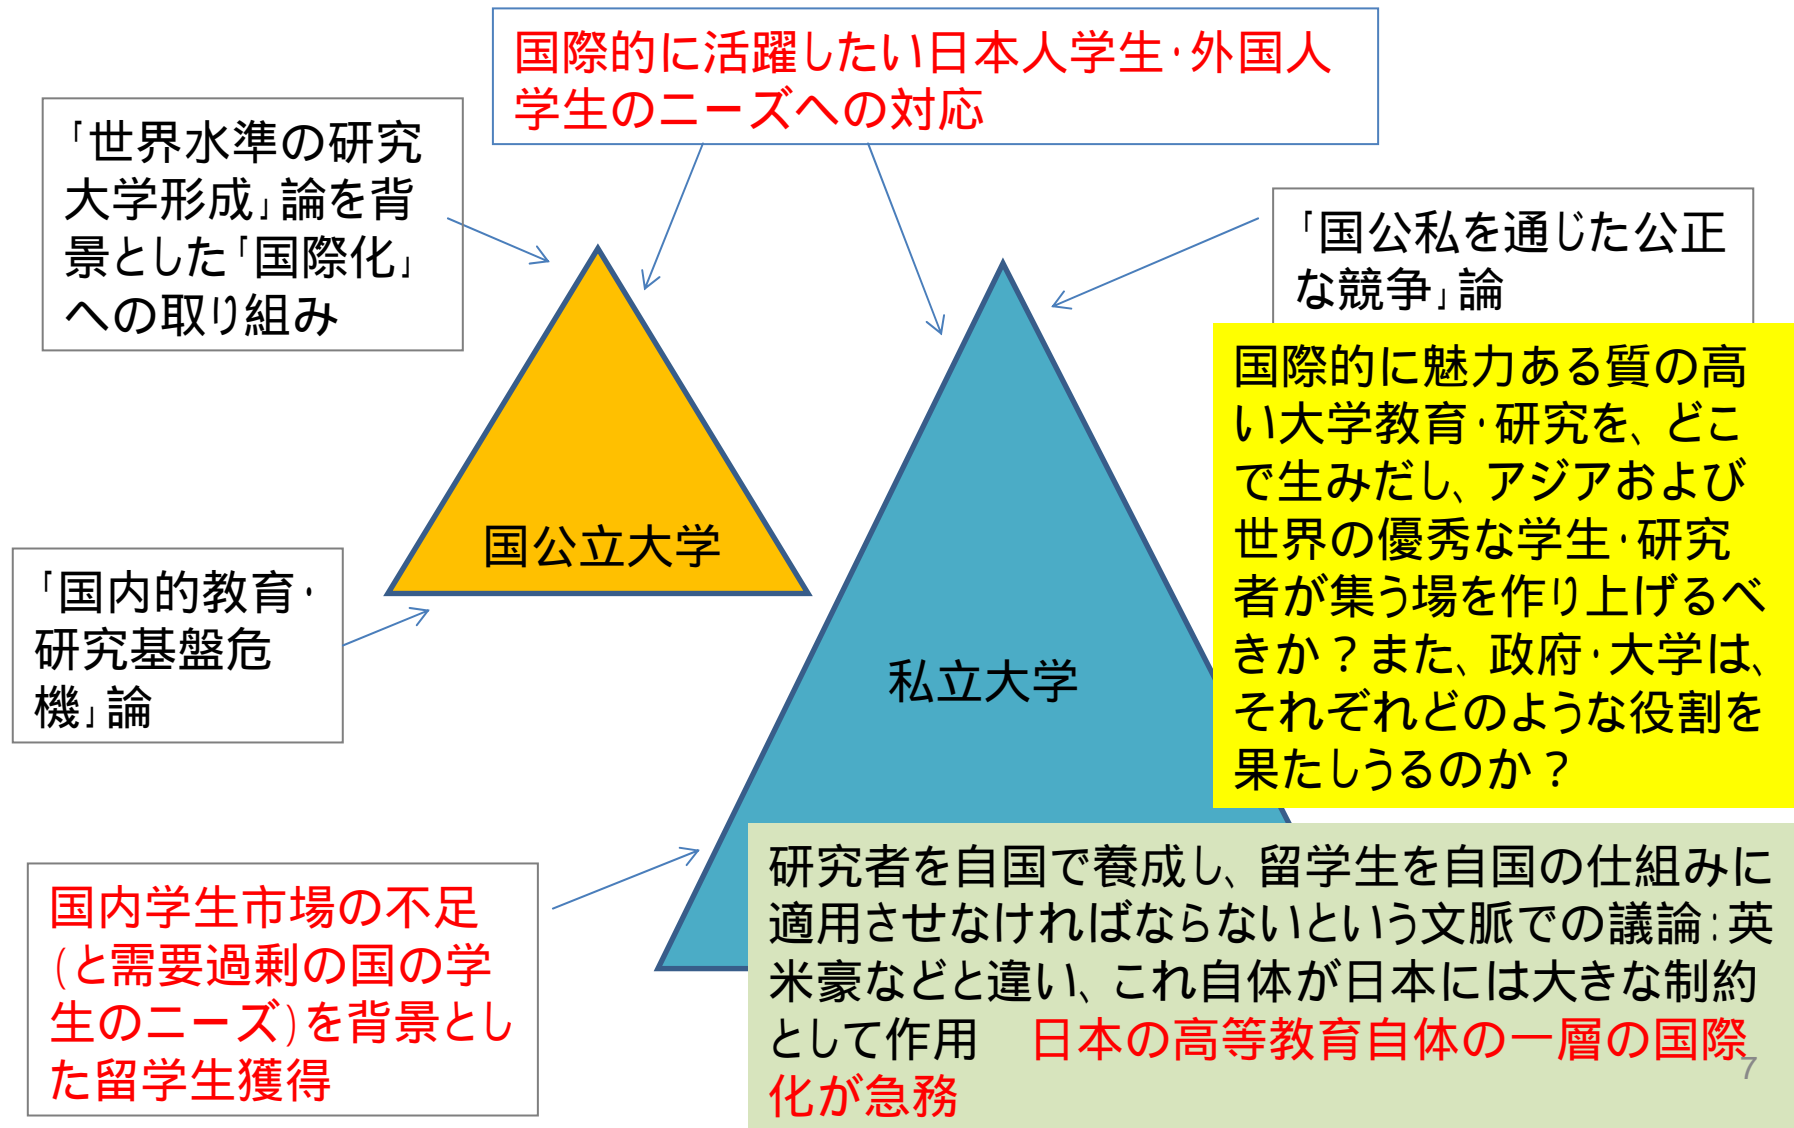 国際的に活躍したい日本人学生・外国人
学生のニーズへの対応
「世界水準の研究
大学形成」論を背
景とした「国際化」
への取り組み
「国公私を通じた公正
な競争」論
国際的に魅力ある質の高
い大学教育・研究を、どこ
で生みだし、アジアおよび
世界の優秀な学生・研究
者が集う場を作り上げるべ
きか?また、政府・大学は、
それぞれどのような役割を
果たしうるのか?
国公立大学
「国内的教育・
研究基盤危
機」論
私立大学
国内学生市場の不足
(と需要過剰の国の学
生のニーズ)を背景とし
た留学生獲得
研究者を自国で養成し、留学生を自国の仕組みに
適用させなければならないという文脈での議論:英
米豪などと違い、これ自体が日本には大きな制約
として作用 日本の高等教育自体の一層の国際
化が急務
7